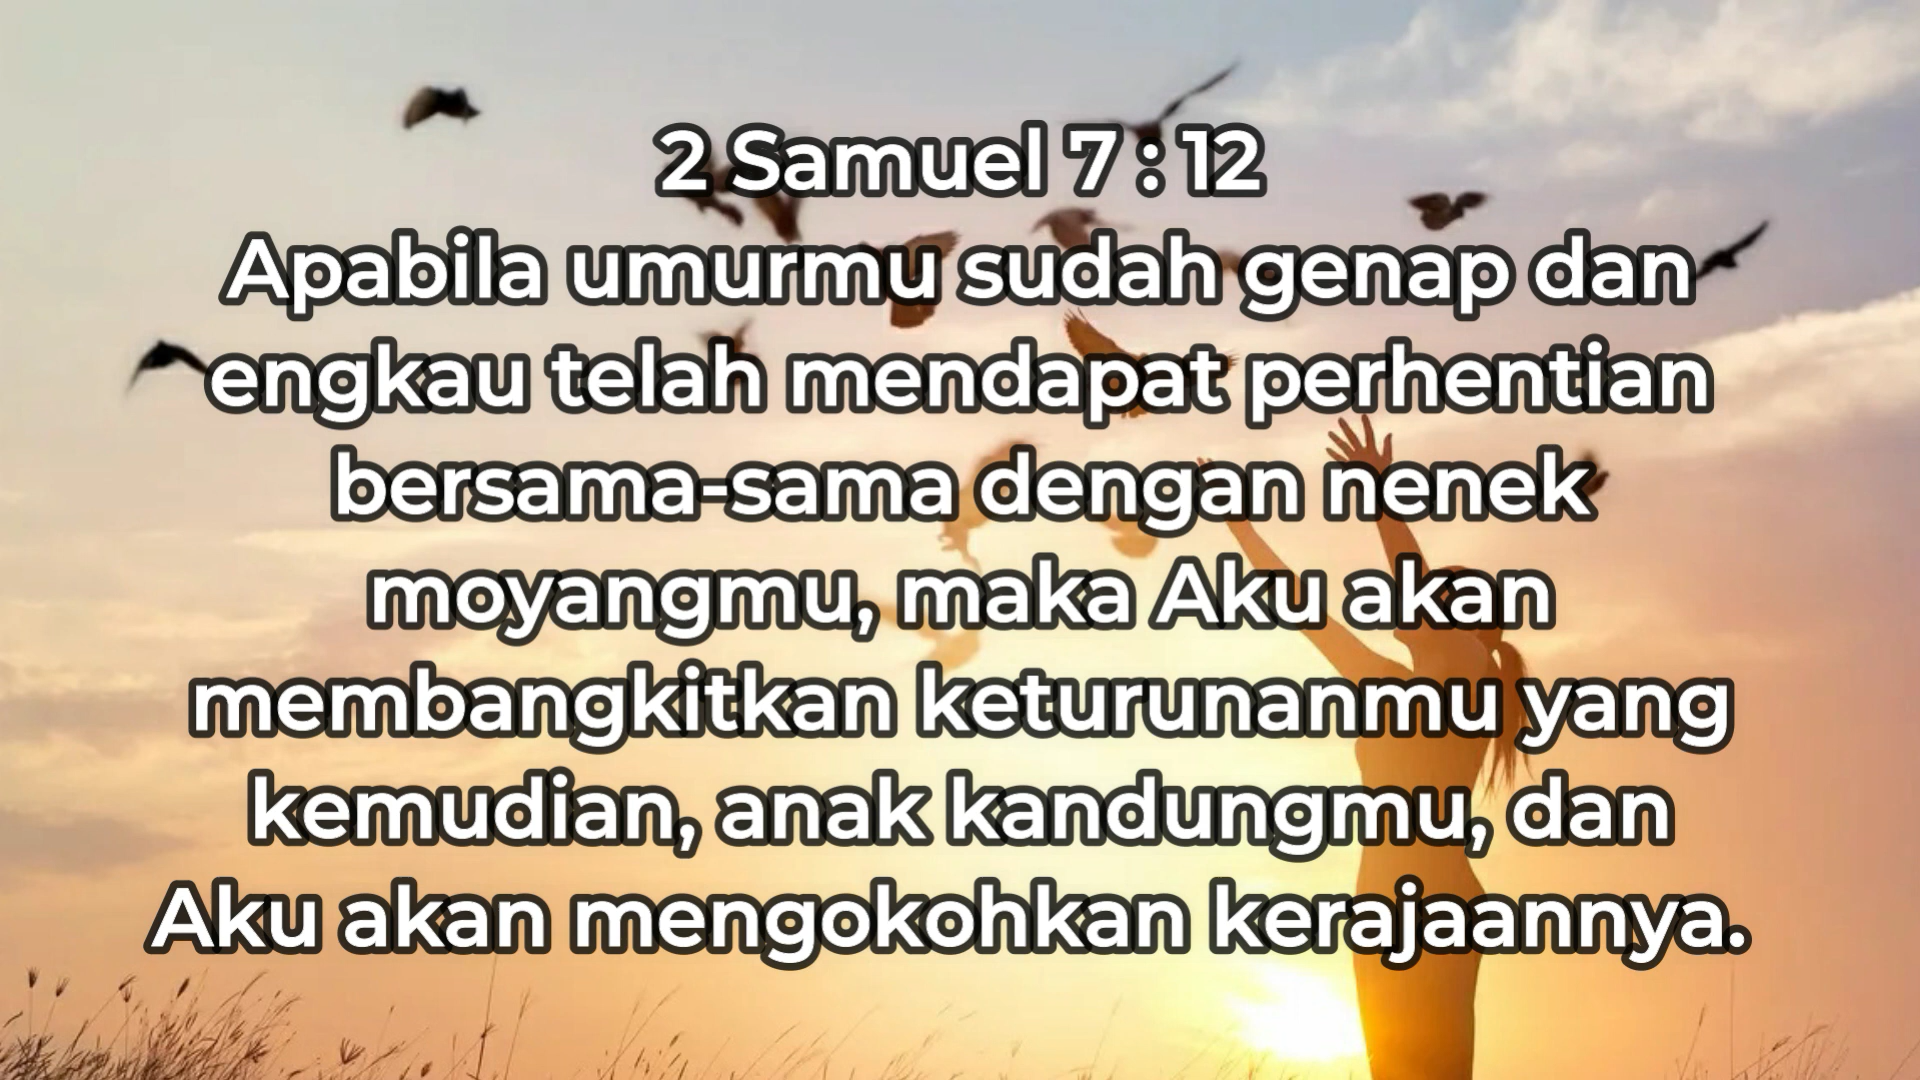 2 Samuel 7 : 12
Apabila umurmu sudah genap dan
engkau telah mendapat perhentian
bersama-sama dengan nenek
moyangmu, maka Aku akan
membangkitkan keturunanmu yang
kemudian, anak kandungmu, dan
Aku akan mengokohkan kerajaannya.